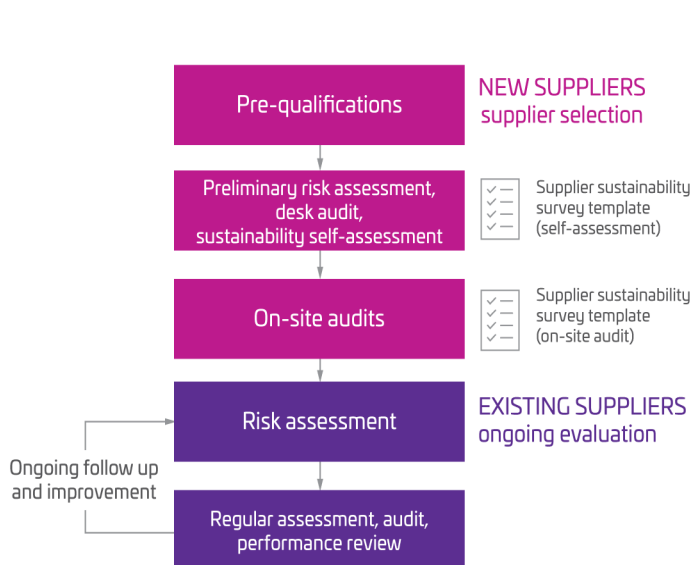 Pre-qualifications
NEW SUPPLIERS
supplier selection
Preliminary risk assessment,
desk audit,
sustainability self-assessment
Supplier sustainability
survey template
(self-assessment)
On-site audits
Supplier sustainability
survey template
(on-site audit)
Risk assessment
EXISTING SUPPLIERS
ongoing evaluation
Ongoing follow up
and improvement
Regular assessment, audit,
performance review